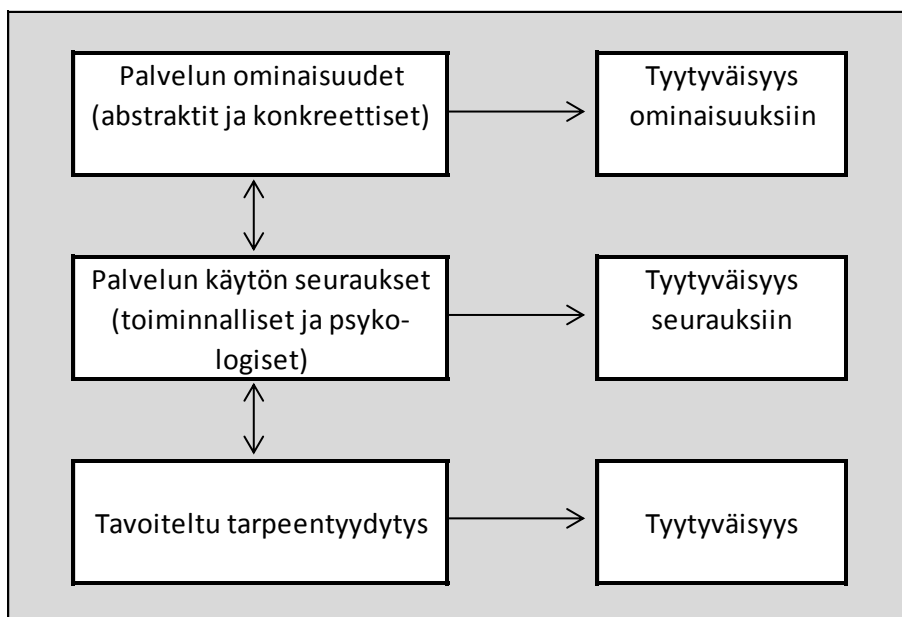 Palvelun ominaisuudet
(abstraktit ja konkreettiset)
Tyytyväisyys
ominaisuuksiin
Palvelun käytön seuraukset
(toiminnalliset ja psyko-
logiset)
Tyytyväisyys
seurauksiin
Tavoiteltu tarpeentyydytys
Tyytyväisyys